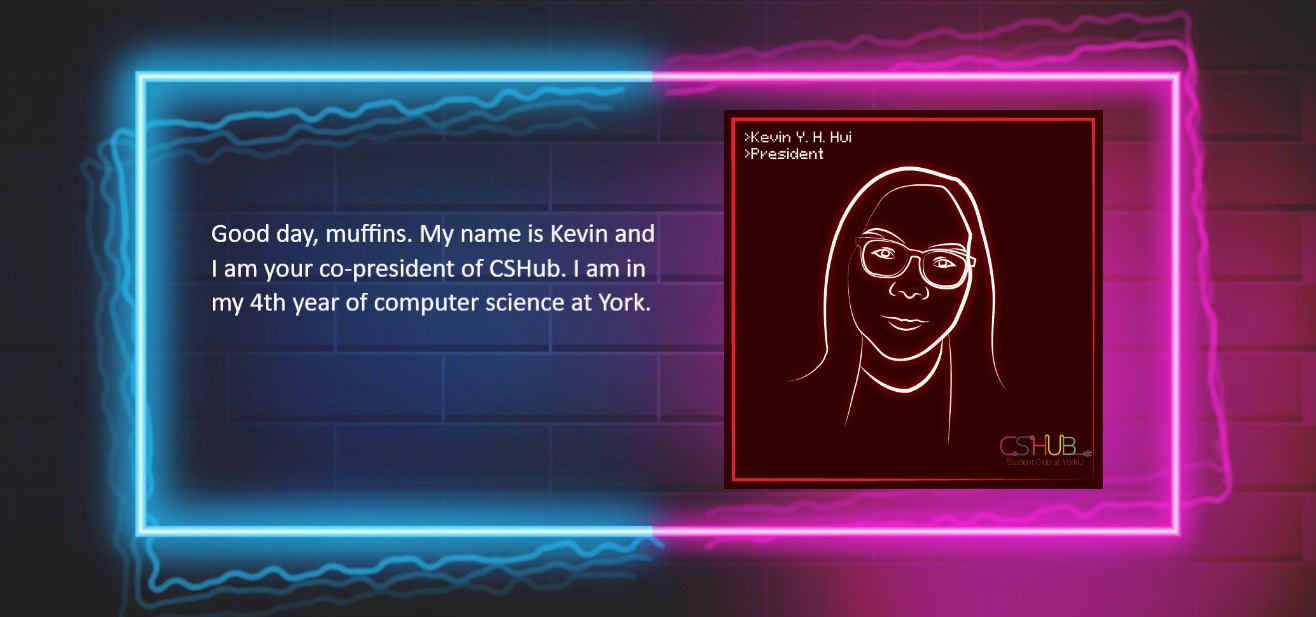 Good day, muffins. My name is Kevin and
I am your co-president of CSHub. I am in
my 4th year of computer science at York.
>Kevin Y. H. Hui
>President
CSHUB
Student Club at YorkU